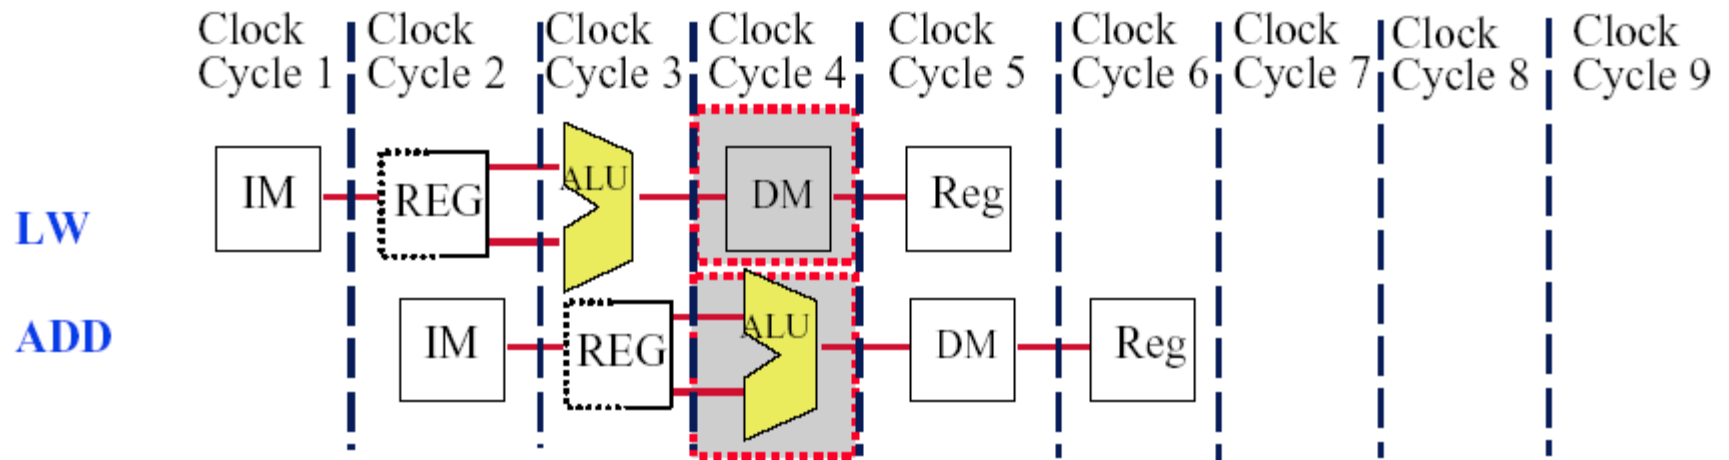 Clock Cycle 1
Clock Cycle 2
Clock Cycle 3
Clock Cycle 4
Clock Cycle 5
Clock Cycle 6
Clock Cycle 7
Clock Cycle 8
Clock Cycle 9
LW
IM
REG
ALU
DM
Reg
ADD
IM
REG
ALU
DM
Reg